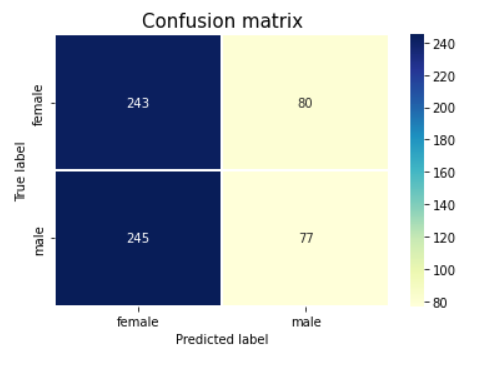 Confusion matrix
True label
female
male
243
80
245
77
female
male
Predicted label
240
220
200
180
160
140
120
100
80